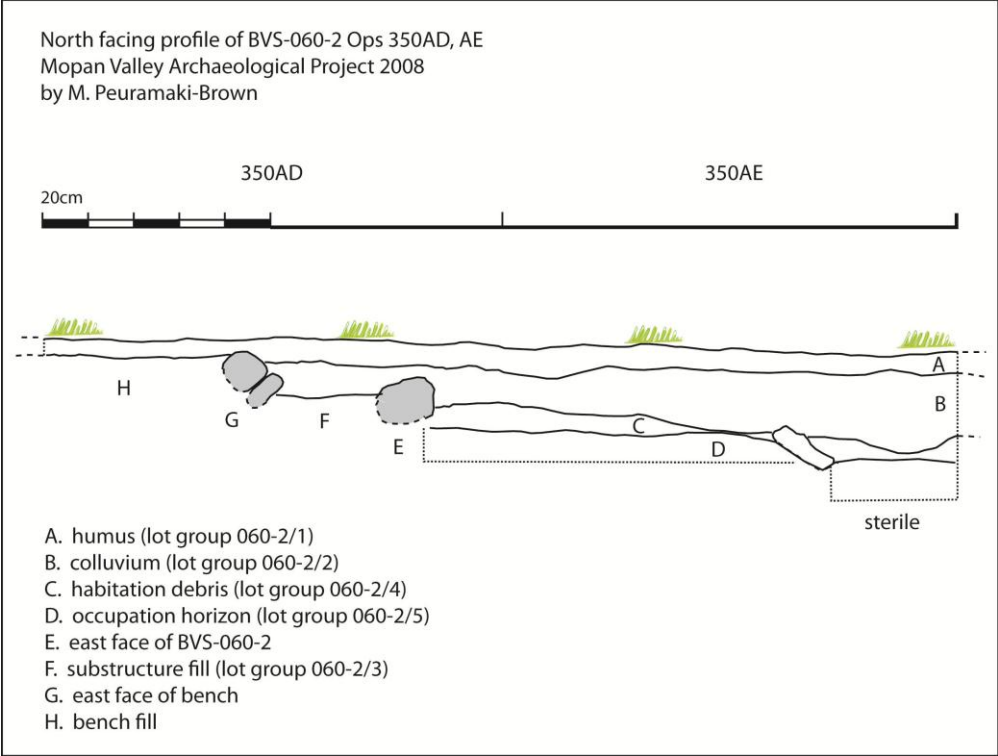 North facing profile of BVS-060-2 Ops 350AD, AE
Mopan Valley Archaeological Project 2008
by M. Peuramaki-Brown
350AD
350AE
20cm
A
H
B
G
F
C
E
D
sterile
A. humus (lot group 060-2/1)
B. colluvium (lot group 060-2/2)
C. habitation debris (lot group 060-2/4)
D. occupation horizon (lot group 060-2/5)
E. east face of BVS-060-2
F. substructure fill (lot group 060-2/3)
G. east face of bench
H. bench fill